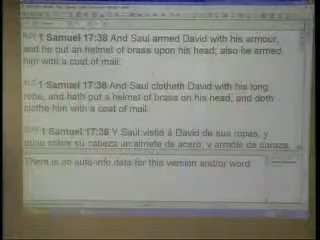 1 Samuel 17:38 And Saul armed David with his armour,
and he put an helmet of brass upon his head; also he armed
him with a coat of mail.
1 Samuel 17:38 And Saul clotheth David with his long
robe, and hath put a helmet of brass on his head, and doth
clothe him with a coat of mail.
1 Samuel 17:38 Y Saul vistió á David de sus ropas, y
puso sobre su cabeza un almete de acero, y armóle de coraza.
There is no auto-info data for this version and/or word.